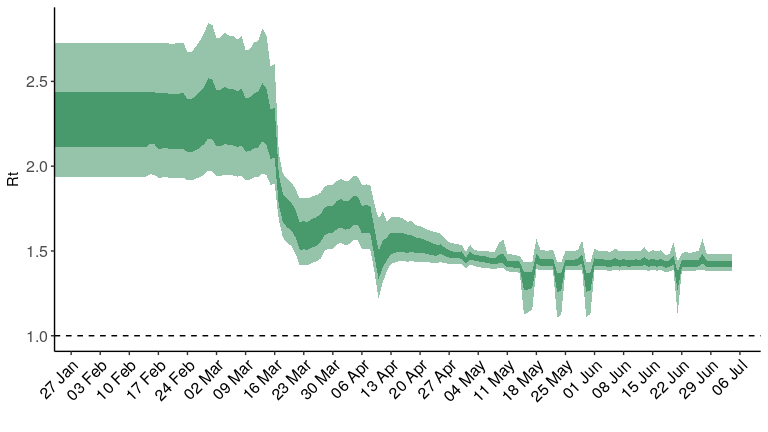 Rt
2.5
2.0
1.5
1.0
27 Jan
03 Feb
10 Feb
17 Feb
24 Feb
02 Mar
09 Mar
16 Mar
23 Mar
30 Mar
06 Apr
13 Apr
20 Apr
27 Apr
04 May
11 May
18 May
25 May
01 Jun
08 Jun
15 Jun
22 Jun
29 Jun
06 Jul